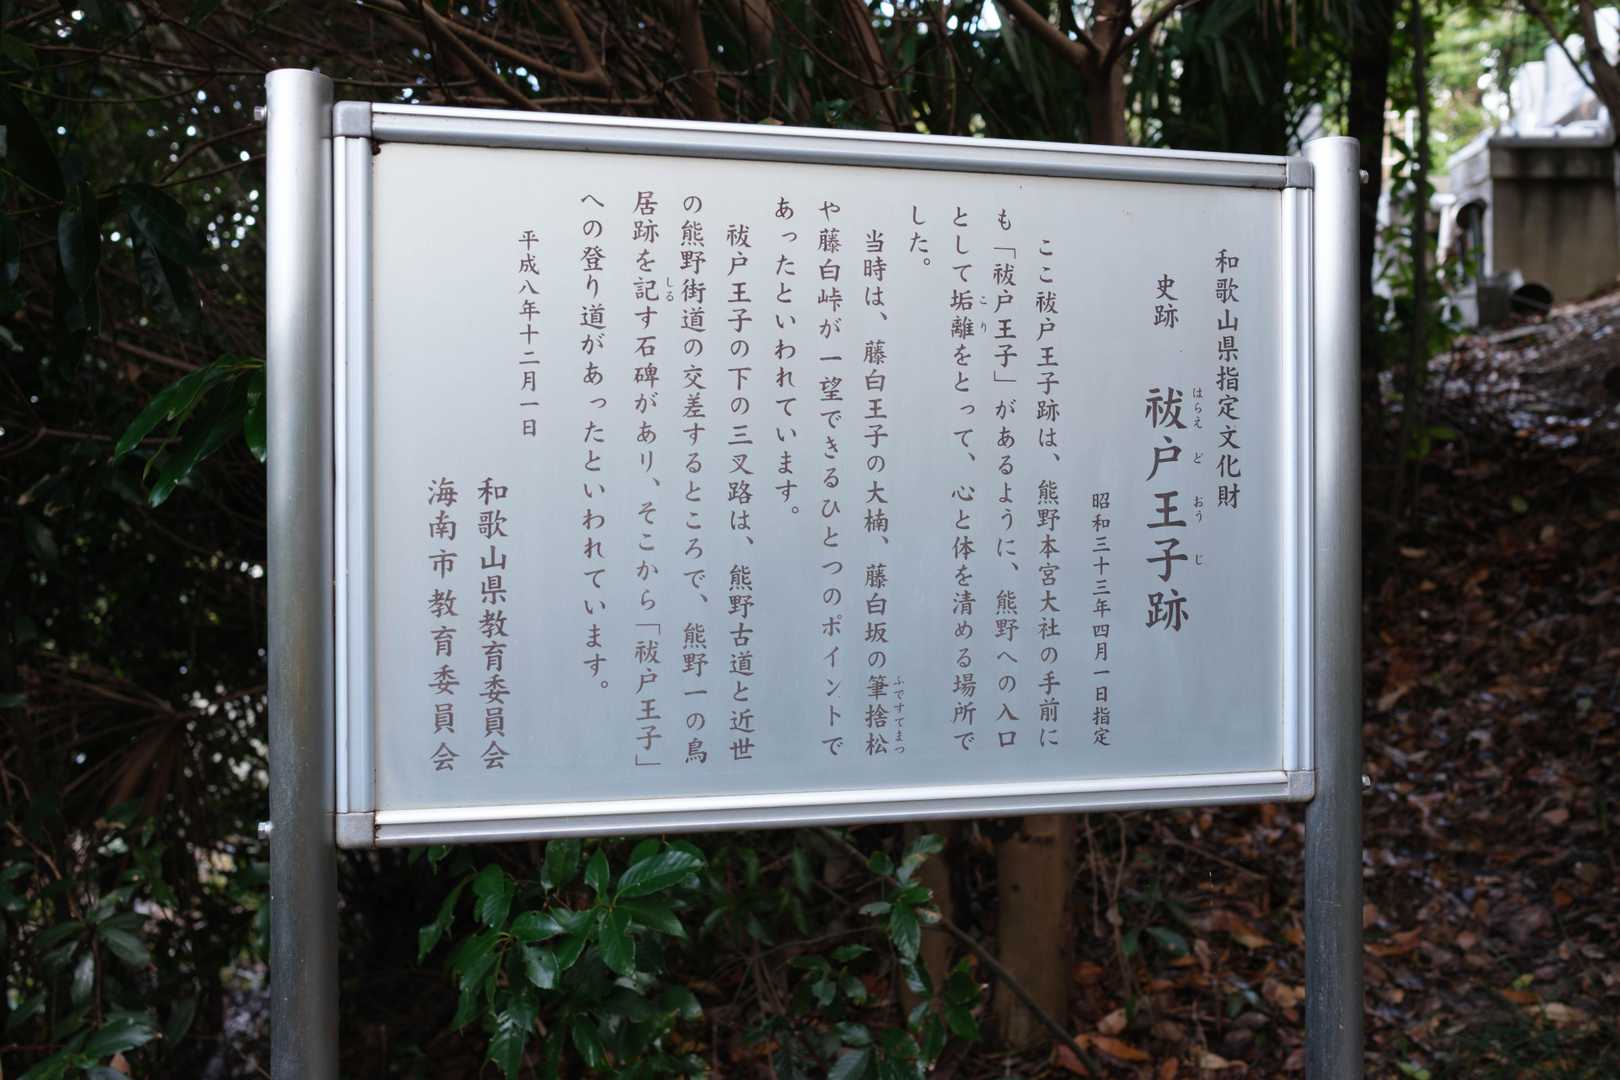 和歌山県指定文化財
史跡　祓戸王子跡
はらえ　ど　おう　じ
昭和三十三年四月一日指定
ここ祓戸王子跡は、熊野本宮大社の手前に
も「祓戸王子」があるように、熊野への入口
として垢離をとって、心と体を清める場所で
こり
した。
当時は、藤白王子の大楠、藤白坂の筆捨松
ふですてまつ
や藤白峠が一望できるひとつのポイントで
あったといわれています。
祓戸王子の下の三叉路は、熊野古道と近世
の熊野街道の交差するところで、熊野一の鳥
居跡を記す石碑があり、そこから「祓戸王子」
しる
への登り道があったといわれています。
平成八年十二月一日
和歌山県教育委員会
海南市教育委員会